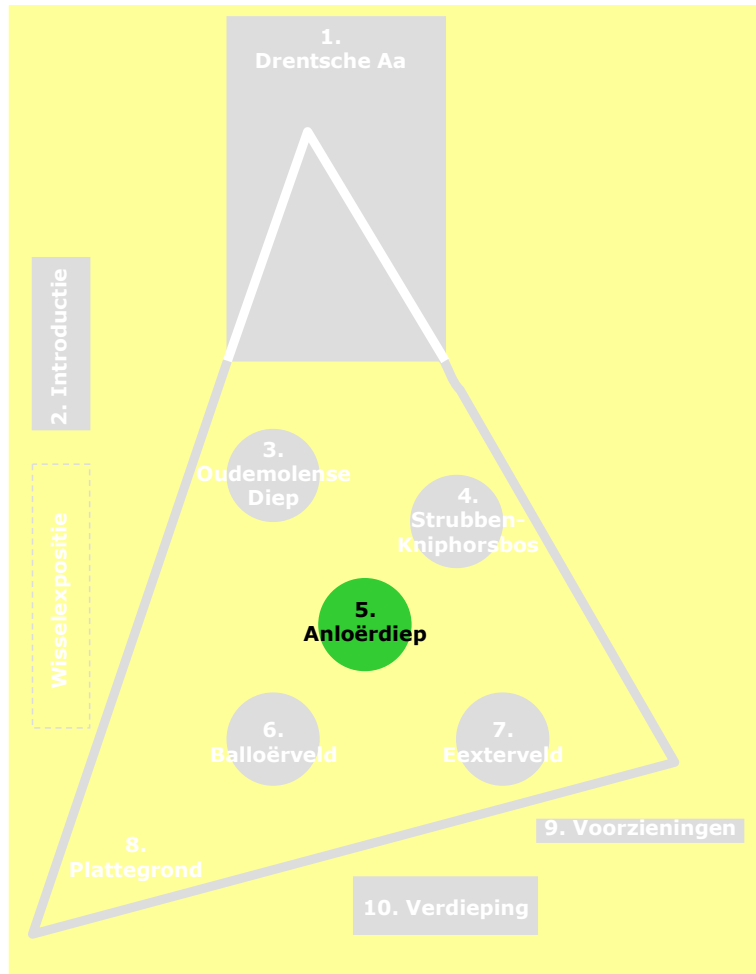 1.
Drentsche Aa
2. Introductie
3.
Oudemolense
Diep
4.
Strubben-
Kniphorsbos
Wisselexpositie
5.
Anloërdiep
6.
Balloërveld
7.
Eexterveld
8.
Plattegrond
9. Voorzieningen
10. Verdieping